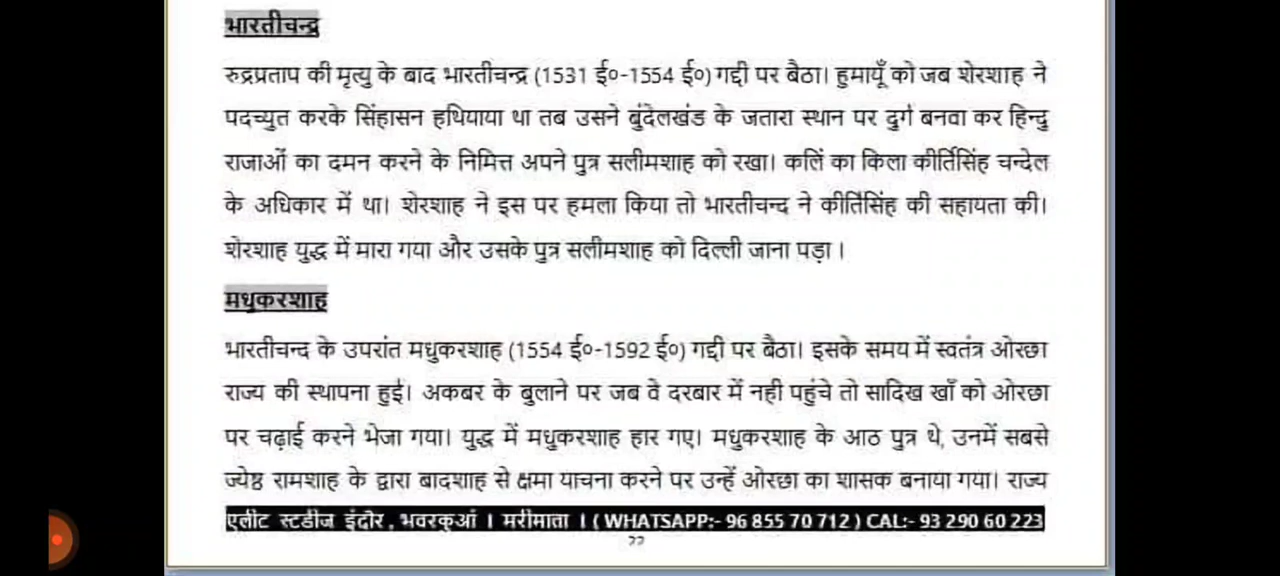 भारतीचन्द्र
रुद्रप्रताप की मृत्यु के बाद भारतीचन्द्र (1531 ई०-1554 ई०) गद्दी पर बैठा। हुमायूँ को जब शेरशाह ने
पदच्युत करके सिंहासन हथियाया था तब उसने बुंदेलखंड के जतारा स्थान पर दुर्ग बनवा कर हिन्दु
राजाओं का दमन करने के निमित्त अपने पुत्र सलीमशाह को रखा। कलिं का किला कीर्तिसिंह चन्देल
के अधिकार में था। शेरशाह ने इस पर हमला किया तो भारतीचन्द ने कीर्तिसिंह की सहायता की।
शेरशाह युद्ध में मारा गया और उसके पुत्र सलीमशाह को दिल्ली जाना पड़ा ।
मधुकरशाह
भारतीचन्द के उपरांत मधुकरशाह (1554 ई०-1592 ई०) गद्दी पर बैठा। इसके समय में स्वतंत्र ओरछा
राज्य की स्थापना हुई। अकबर के बुलाने पर जब वे दरबार में नही पहुंचे तो सादिख खाँ को ओरछा
पर चढ़ाई करने भेजा गया। युद्ध में मधुकरशाह हार गए। मधुकरशाह के आठ पुत्र थे, उनमें सबसे
ज्येष्ठ रामशाह के द्वारा बादशाह से क्षमा याचना करने पर उन्हें ओरछा का शासक बनाया गया। राज्य
एलीट स्टडीज इंदोर , भवरकुआं । मरीमाता । ( WHATSAPP:- 96 855 70 712 ) CAL:- 93 290 60 223
22